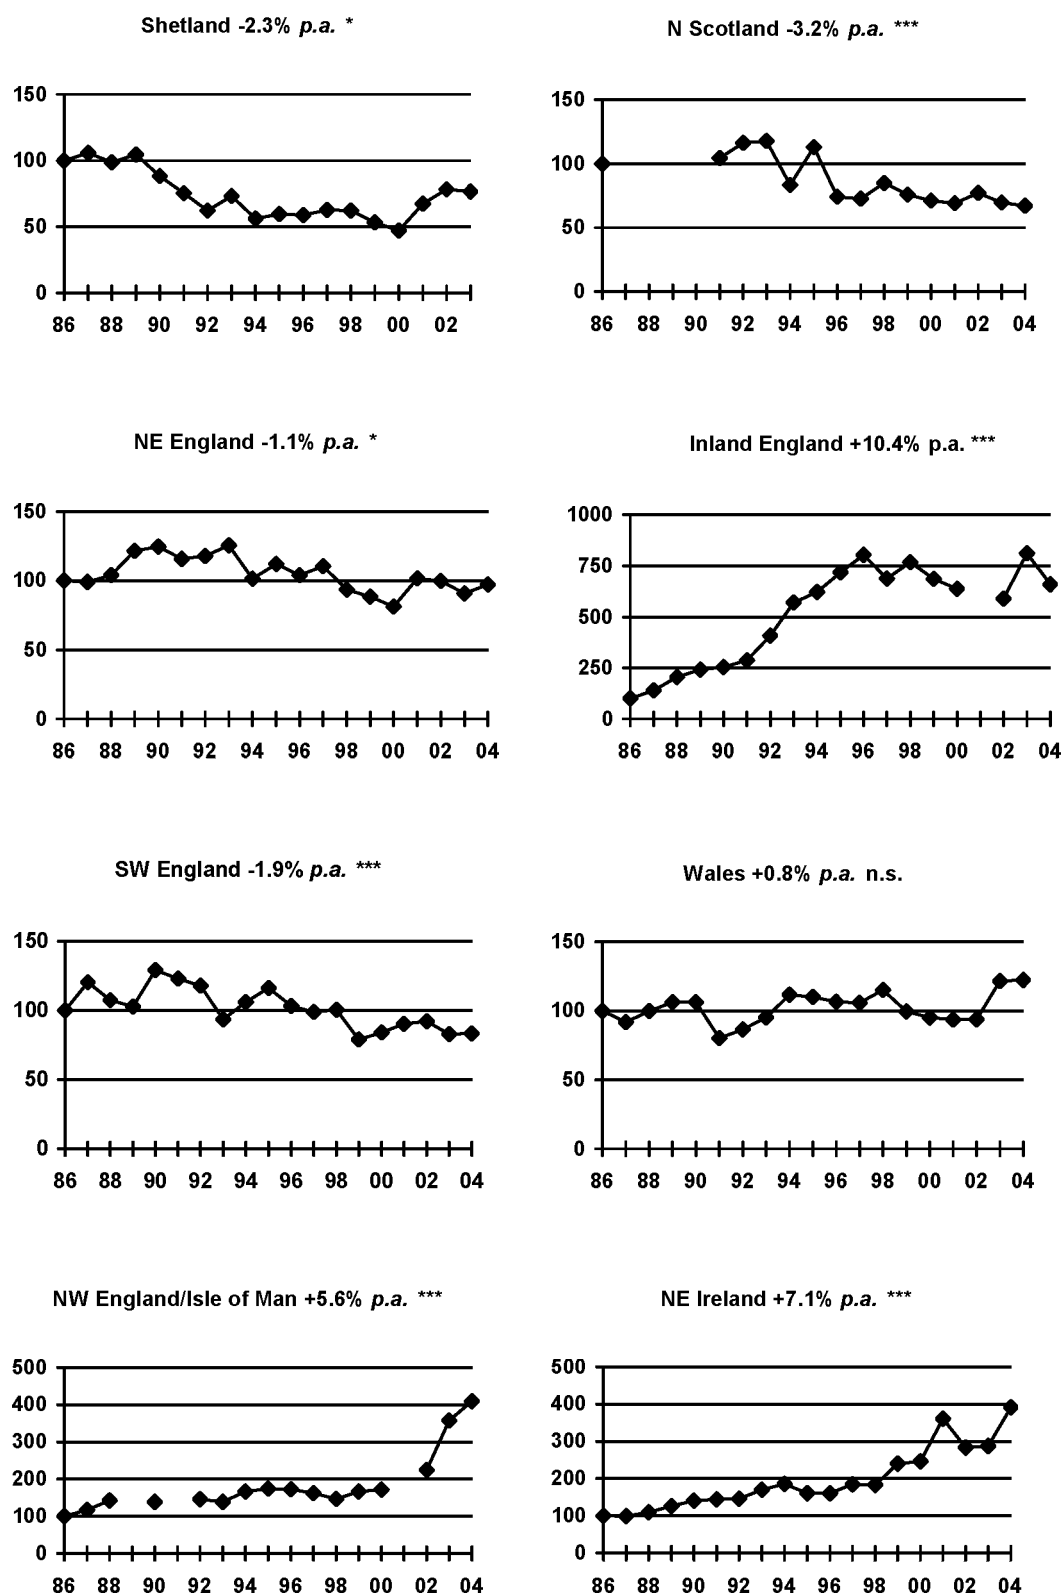 Shetland -2.3% p.a. *
150
100
50
0
86 88 90 92 94 96 98 00 02
N Scotland -3.2% p.a. ***
150
100
50
0
86 88 90 92 94 96 98 00 02 04
NE England -1.1% p.a. *
150
100
50
0
86 88 90 92 94 96 98 00 02 04
Inland England +10.4% p.a. ***
1000
750
500
250
0
86 88 90 92 94 96 98 00 02 04
SW England -1.9% p.a. ***
150
100
50
0
86 88 90 92 94 96 98 00 02 04
Wales +0.8% p.a. n.s.
150
100
50
0
86 88 90 92 94 96 98 00 02 04
NW England/Isle of Man +5.6% p.a. ***
500
400
300
200
100
0
86 88 90 92 94 96 98 00 02 04
NE Ireland +7.1% p.a. ***
500
400
300
200
100
0
86 88 90 92 94 96 98 00 02 04